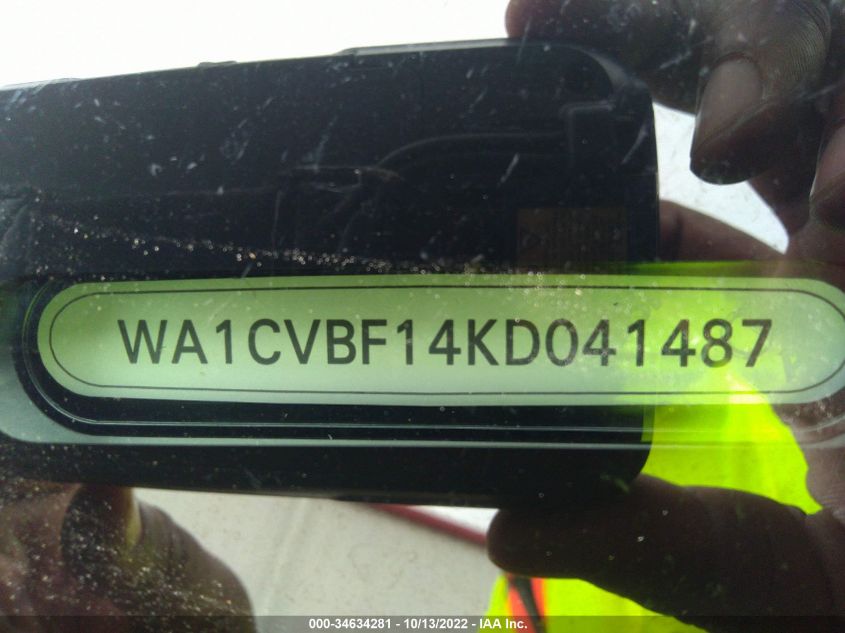 WA1CVBF14KD041487
000-34634281 - 10/13/2022 - IAA Inc.